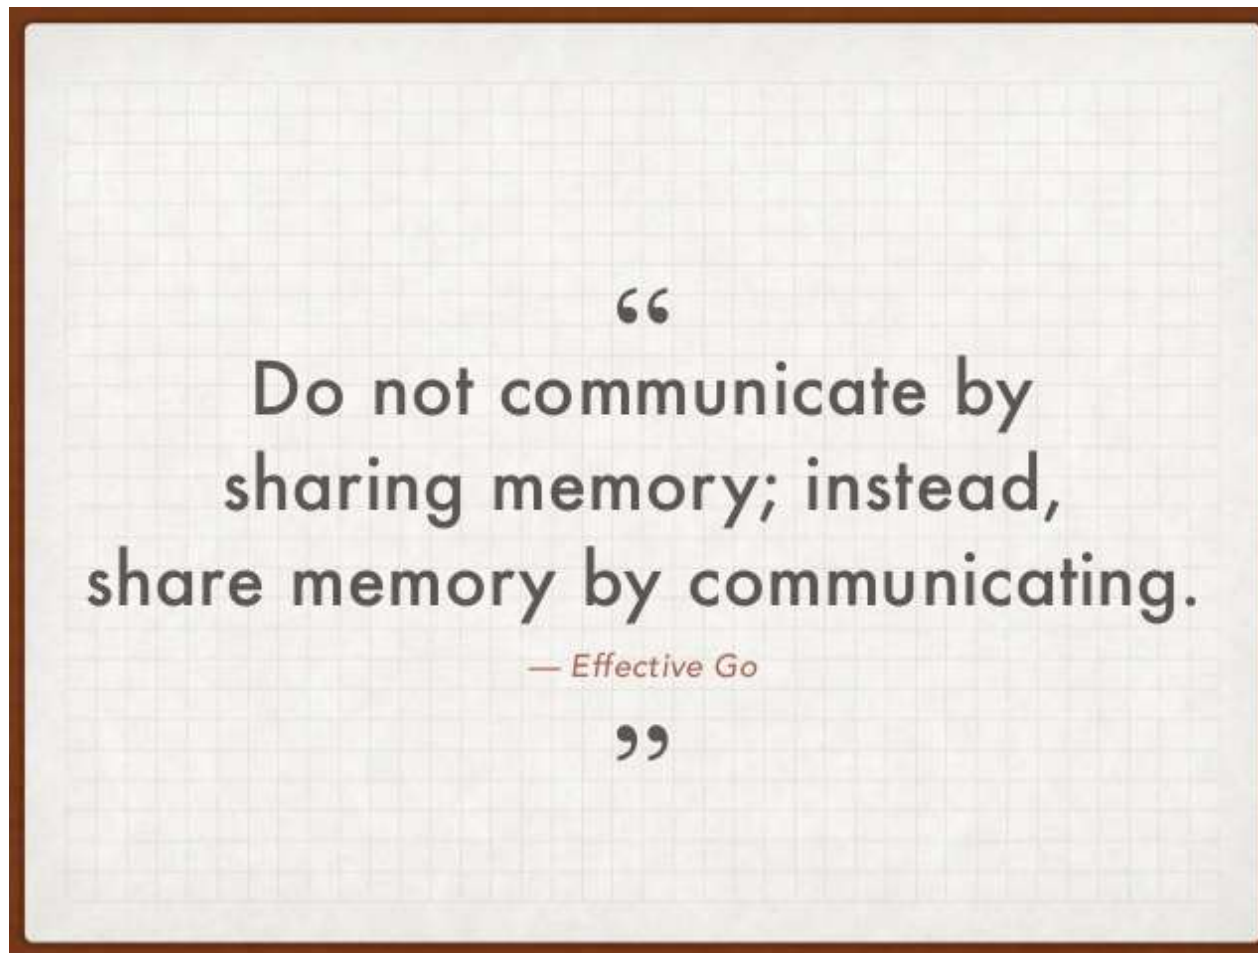 “
Do not communicate by
sharing memory; instead,
share memory by communicating.
— Effective Go
”